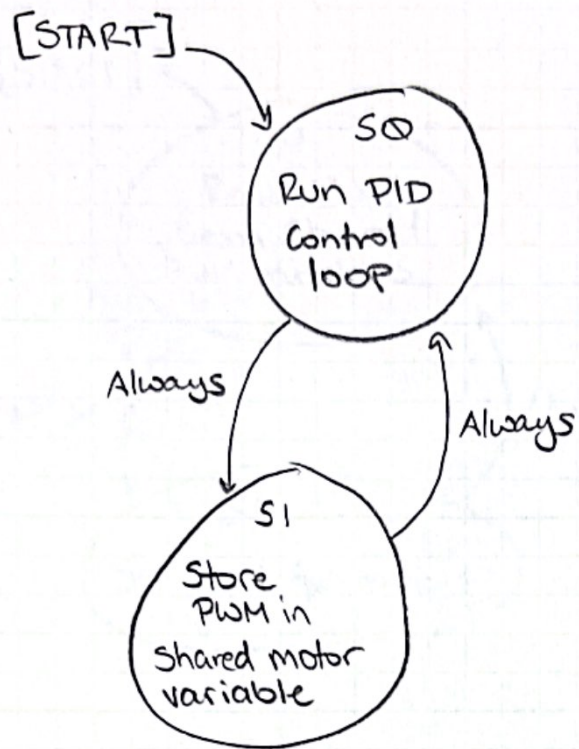 [START]
S0
Run PID
Control
loop
Always
Always
S1
Store
PWM in
Shared motor
variable